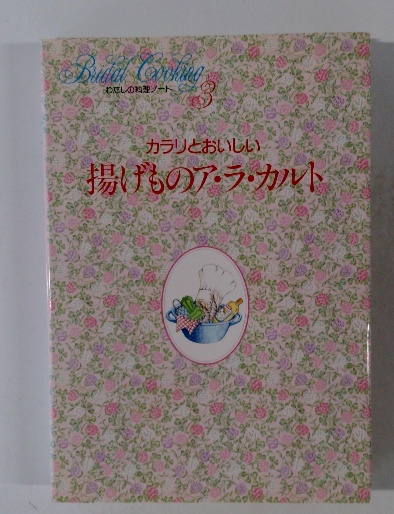 Bridal Cooking
わたしの料理ノート
3
カラリとおいしい
揚げものア・ラ・カルト